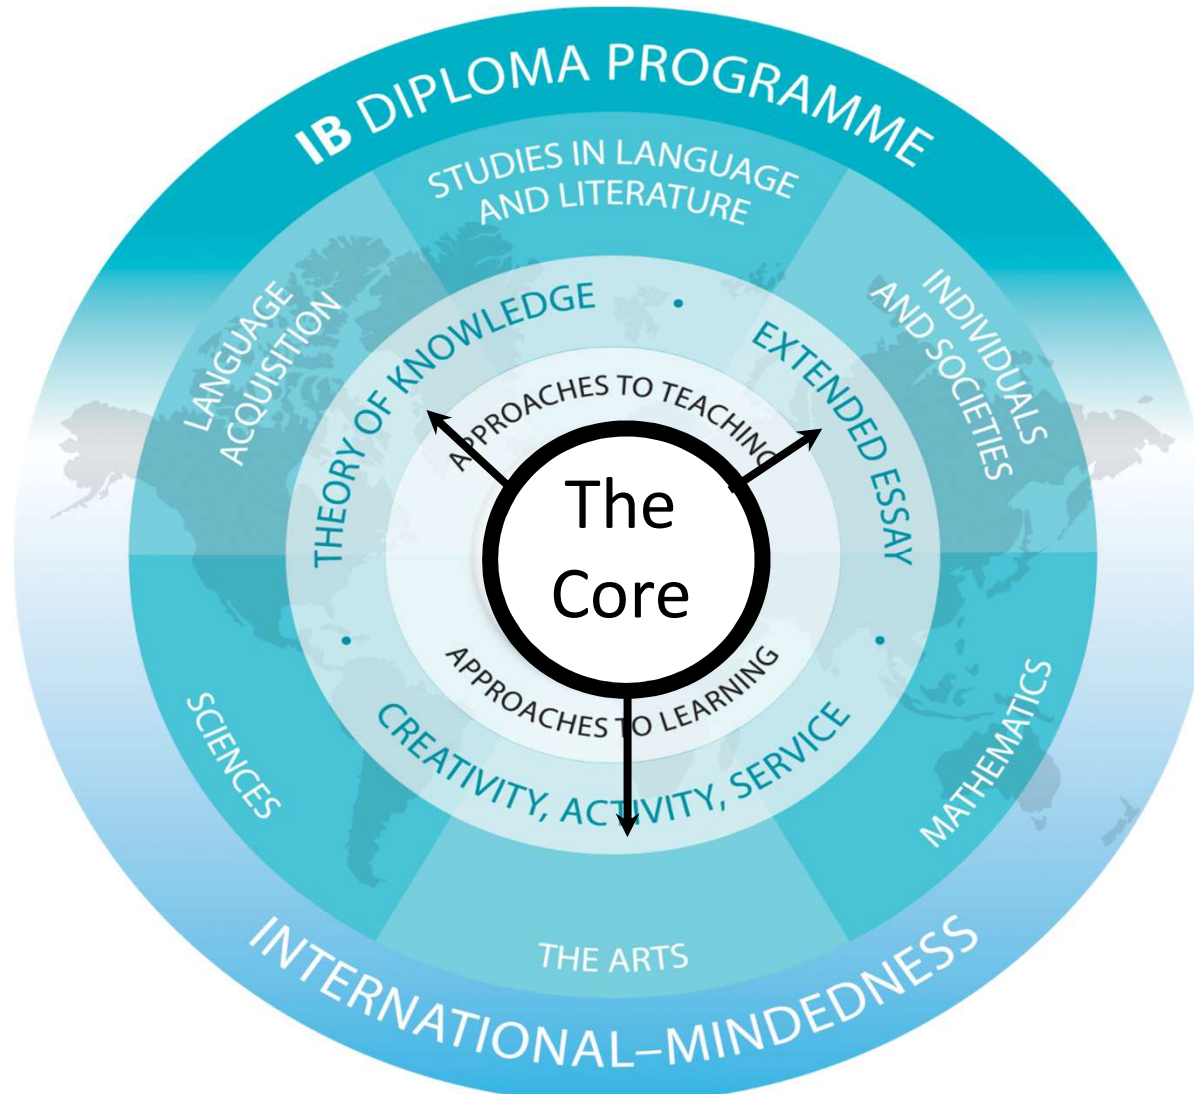 IB DIPLOMA PROGRAMME
STUDIES IN LANGUAGE
AND LITERATURE
LANGUAGE
ACQUISITION
INDIVIDUALS
AND SOCIETIES
THEORY OF KNOWLEDGE
•
EXTENDED ESSAY
APPROACHES TO TEACHING
The
Core
APPROACHES TO LEARNING
•
CREATIVITY, ACTIVITY, SERVICE
•
SCIENCES
MATHEMATICS
THE ARTS
INTERNATIONAL–MINDEDNESS